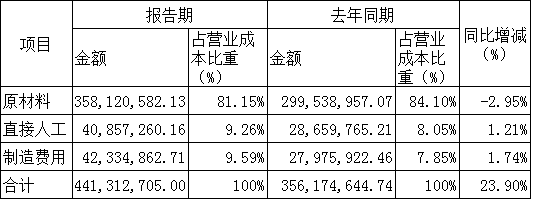 项目 报告期 去年同期 同比增减（%）
金额 占营业成本比重（%） 金额 占营业成本比重（%）
原材料 358,120,582.13 81.15% 299,538,957.07 84.10% -2.95%
直接人工 40,857,260.16 9.26% 28,659,765.21 8.05% 1.21%
制造费用 42,334,862.71 9.59% 27,975,922.46 7.85% 1.74%
合计 441,312,705.00 100% 356,174,644.74 100% 23.90%